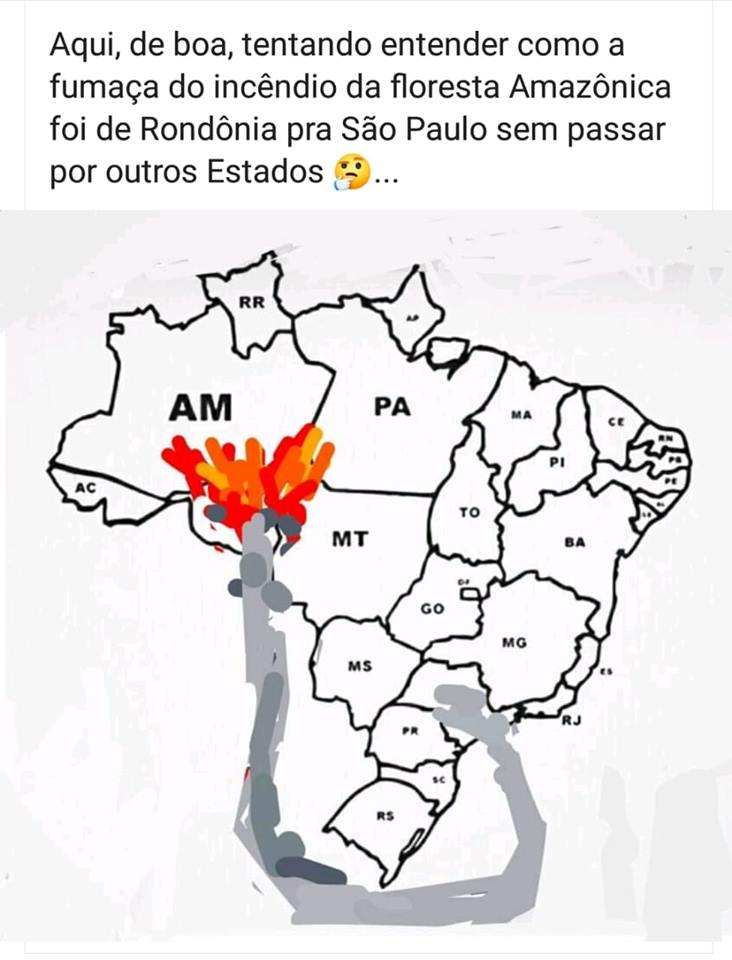 Aqui, de boa, tentando entender como a
fumaça do incêndio da floresta Amazônica
foi de Rondônia pra São Paulo sem passar
por outros Estados 🤔...
RR
AP
AM
PA
MA
CE
RN
PB
PI
PE
AC
TO
MT
BA
DF
GO
MG
MS
ES
RJ
PR
SC
RS